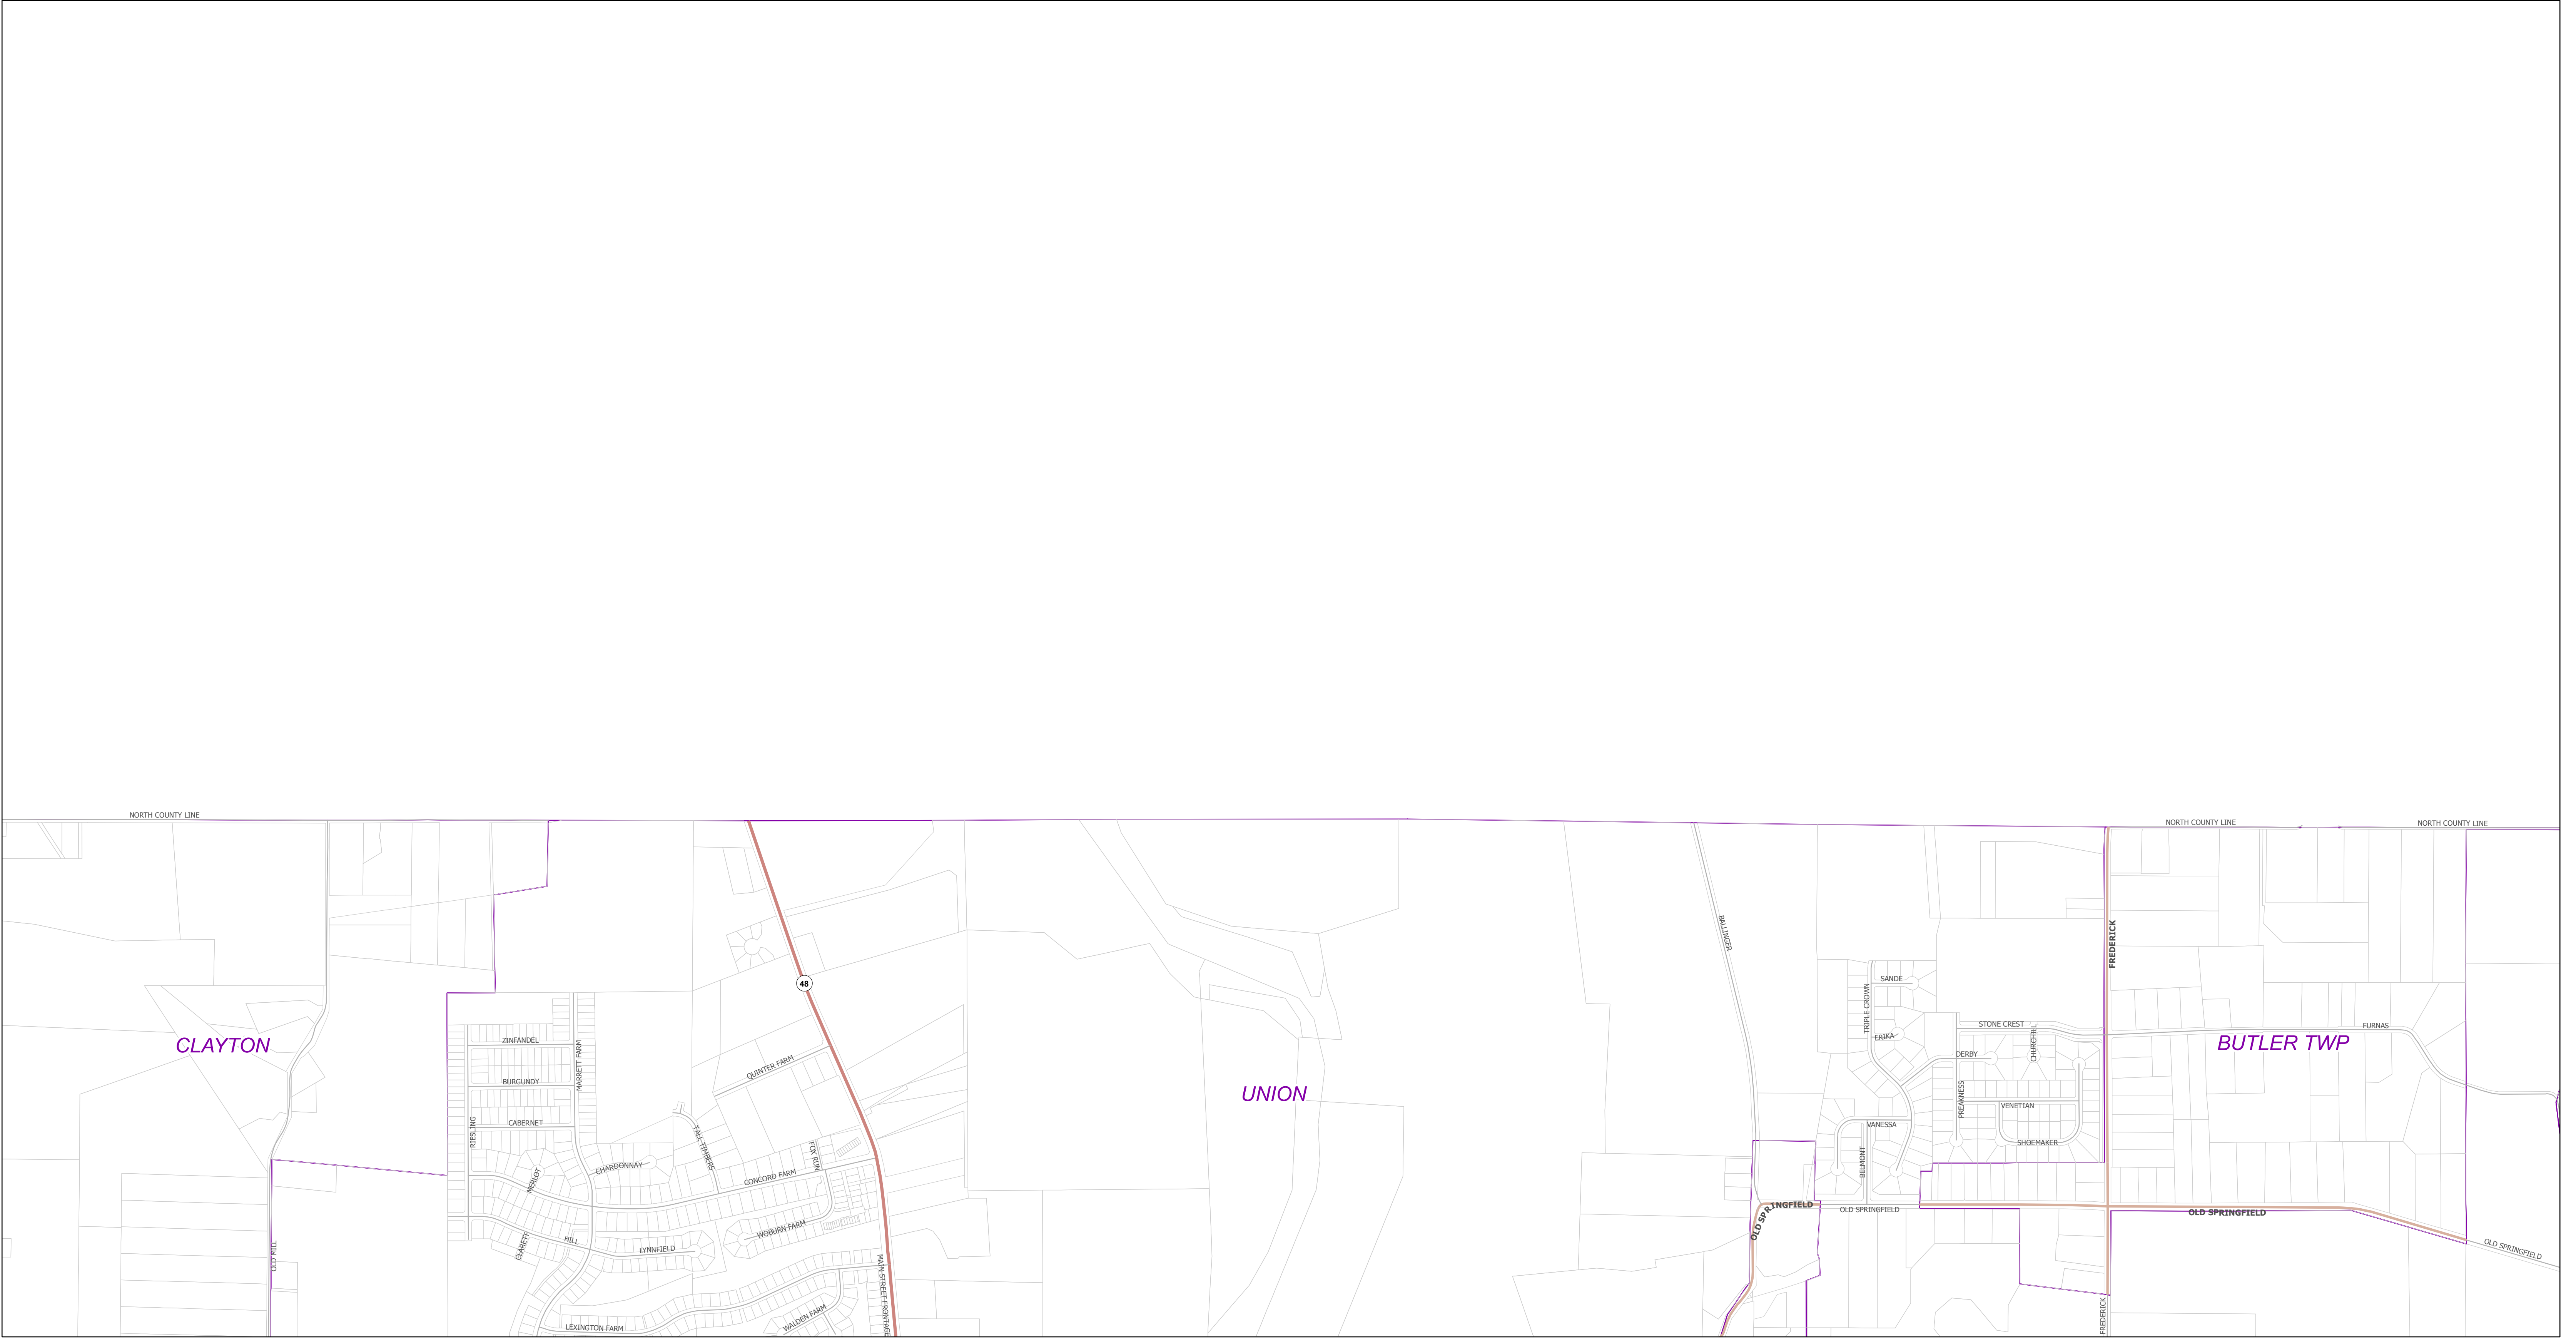 NORTH COUNTY LINE
NORTH COUNTY LINE
NORTH COUNTY LINE
BALLINGER
FREDERICK
SANDE
48
TRIPLE CROWN
STONE CREST
FURNAS
CHURCHILL
ERIKA
ZINFANDEL
MARRETT FARM
CLAYTON
BUTLER TWP
DERBY
QUINTER FARM
BURGUNDY
UNION
PREAKNESS
VENETIAN
CABERNET
RIESLING
VANESSA
TALL TIMBERS
SHOEMAKER
FOX RUN
CHARDONNAY
MERLOT
CONCORD FARM
BELMONT
OLD SPRINGFIELD
OLD SPRINGFIELD
OLD SPRINGFIELD
WOBURN FARM
CLARETT
HILL
LYNNFIELD
OLD MILL
OLD SPRINGFIELD
MAIN STREET FRONTAGE
WALDEN FARM
LEXINGTON FARM
FREDERICK